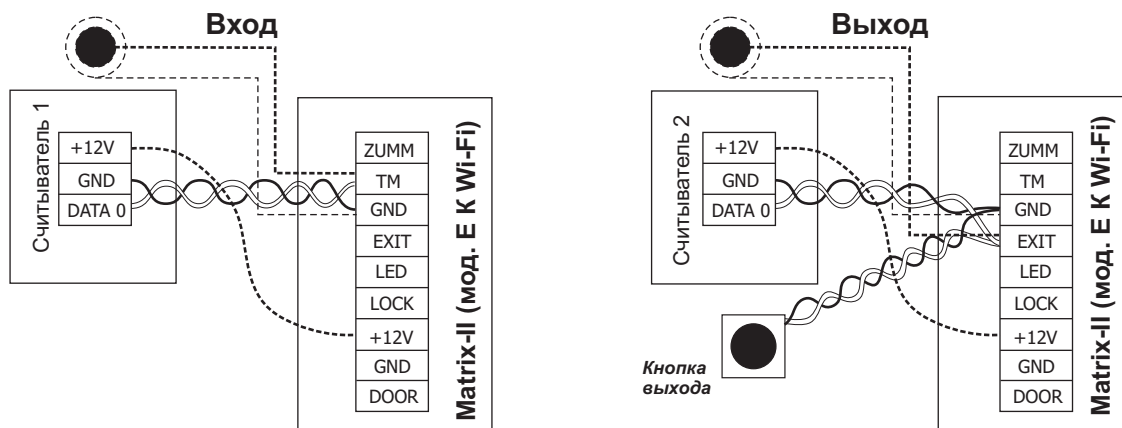 Вход
Считыватель 1
+12V
GND
DATA 0
ZUMM
TM
GND
EXIT
LED
LOCK
+12V
GND
DOOR
Matrix-II (мод. E K Wi-Fi)
Выход
Считыватель 2
+12V
GND
DATA 0
Кнопка
выхода
ZUMM
TM
GND
EXIT
LED
LOCK
+12V
GND
DOOR
Matrix-II (мод. E K Wi-Fi)